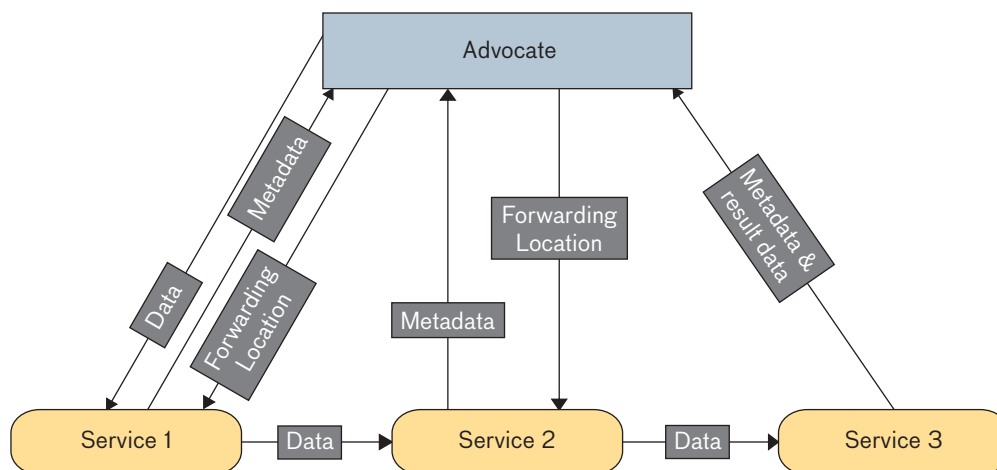 Advocate
Metadata
Data
Forwarding
Location
Metadata
Forwarding
Location
Metadata &
result data
Service 1
Data
Service 2
Data
Service 3